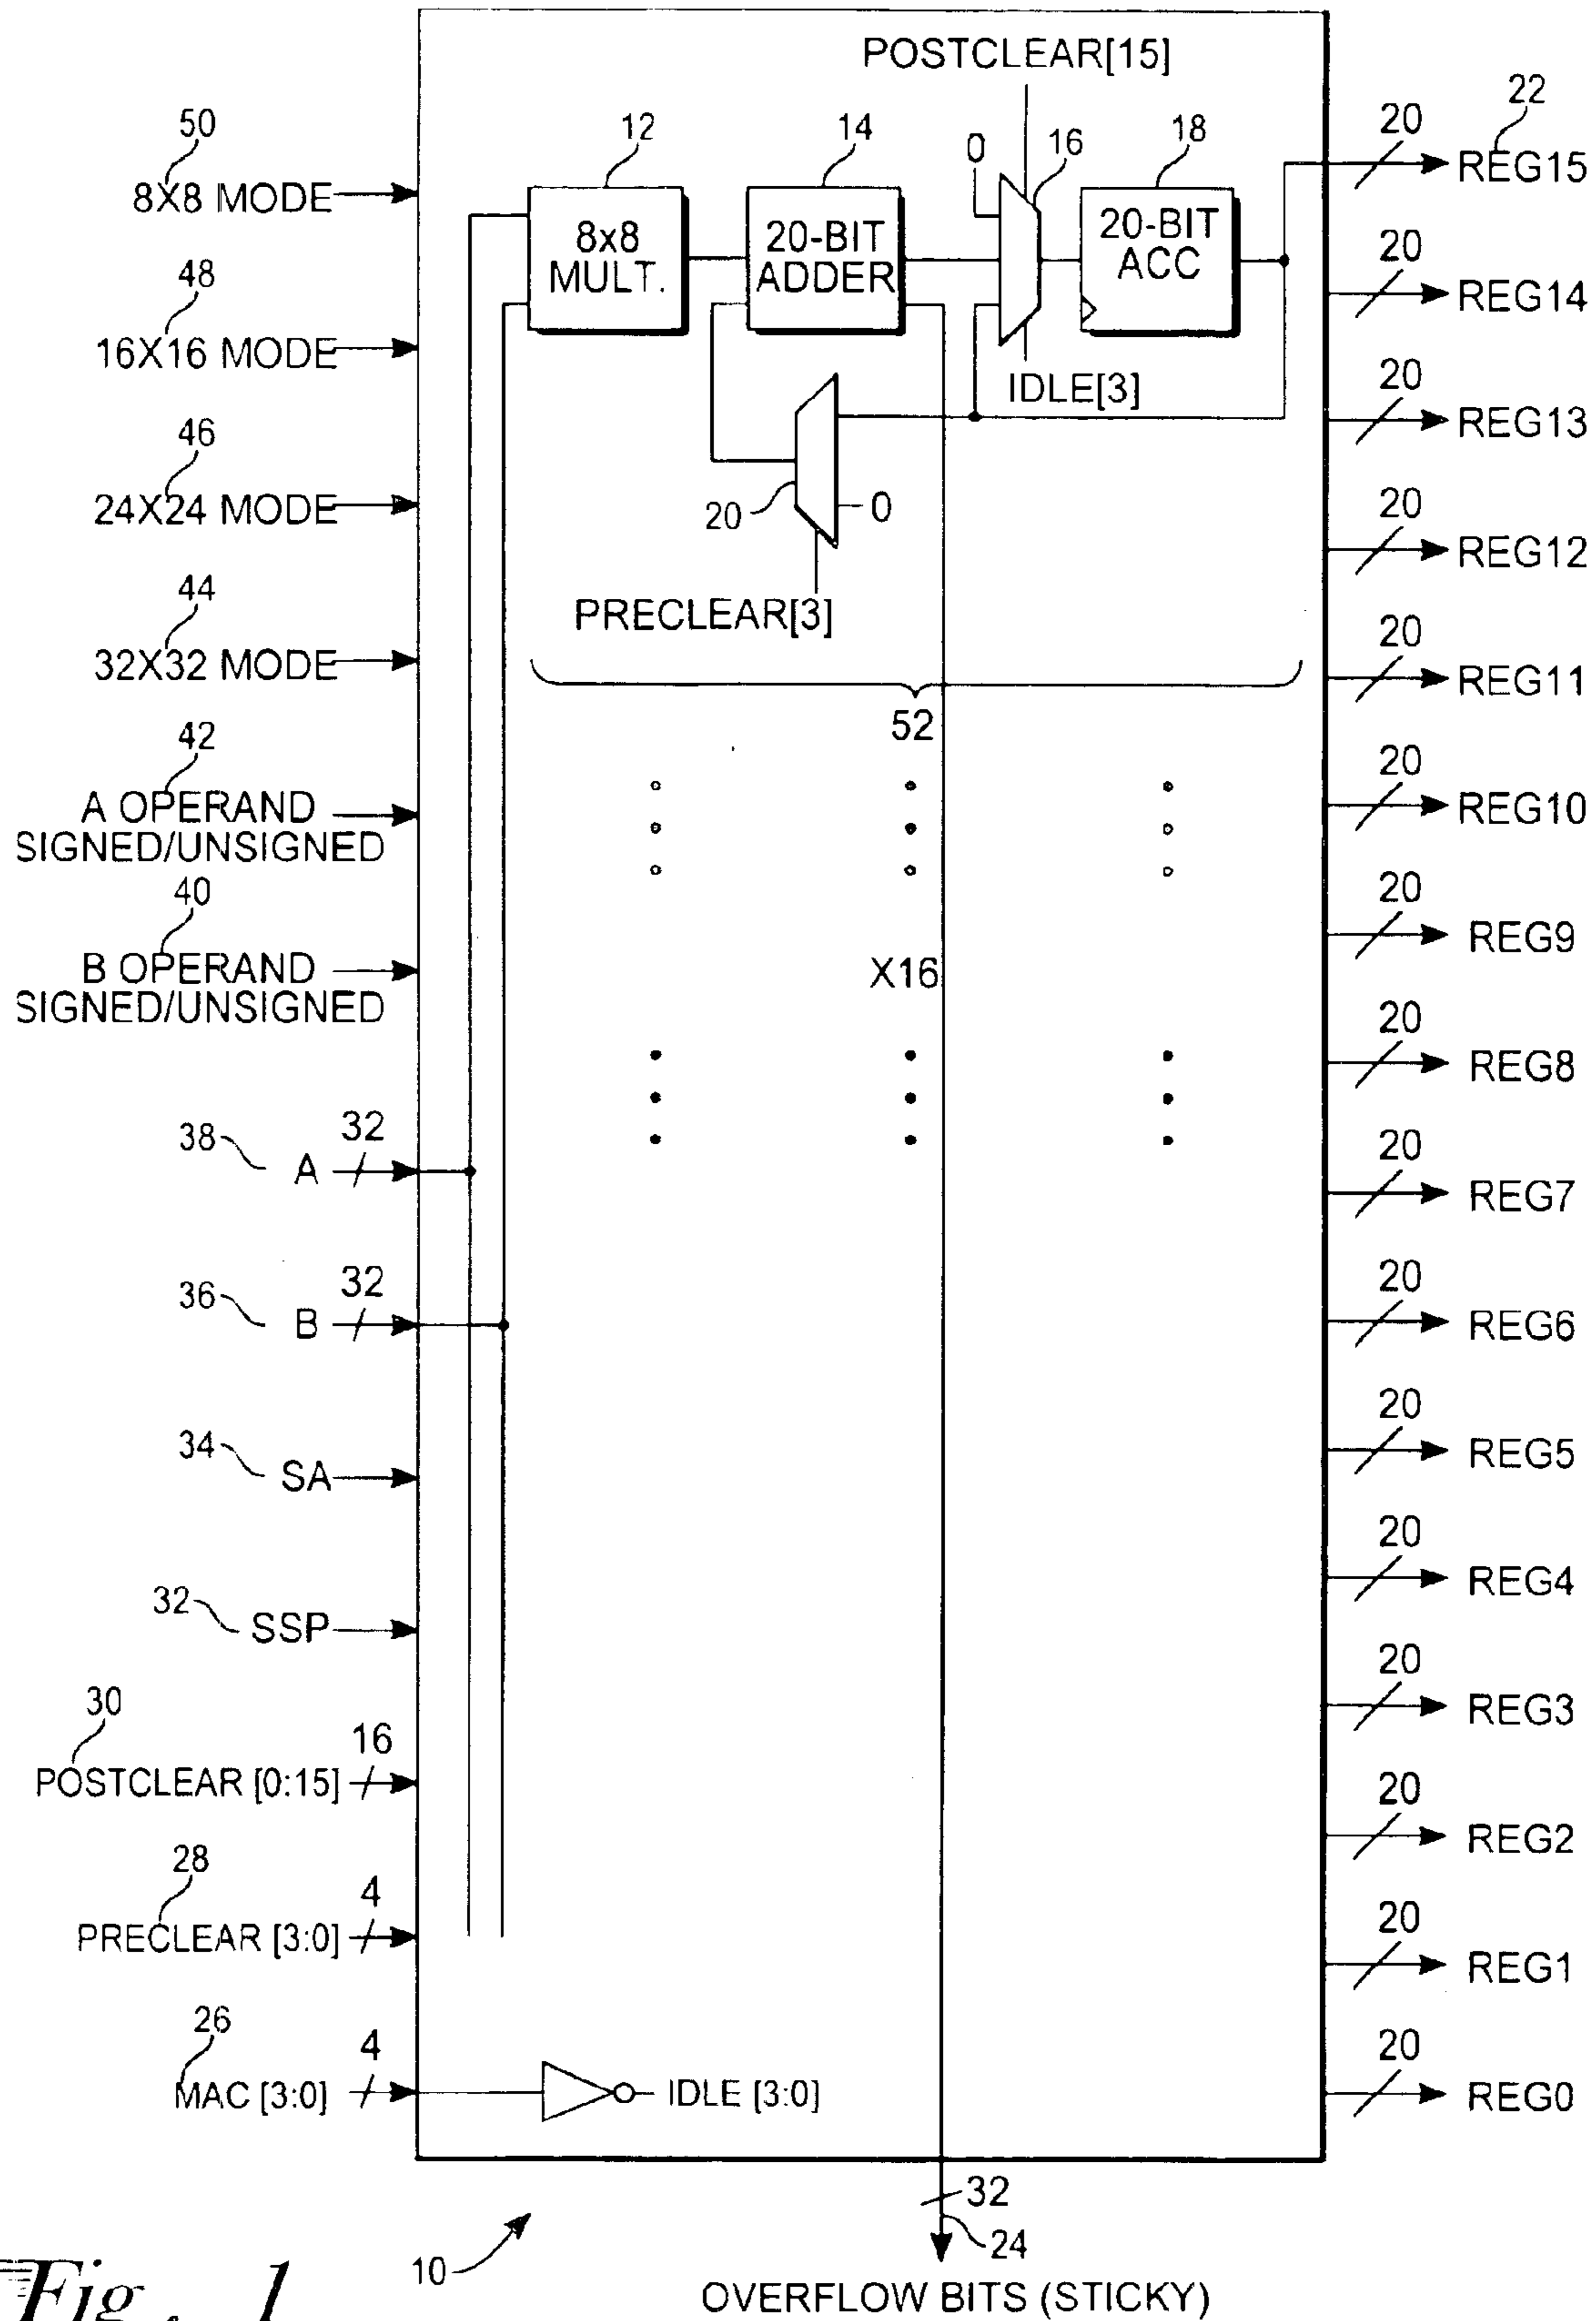 POSTCLEAR[15]
50
8X8 MODE
12
14
0
16
18
20
22
REG15
8x8
MULT.
20-BIT
ADDER
20-BIT
ACC
20
REG14
48
16X16 MODE
IDLE[3]
20
REG13
46
24X24 MODE
20
0
20
REG12
PRECLEAR[3]
44
32X32 MODE
20
REG11
52
42
A OPERAND
SIGNED/UNSIGNED
20
REG10
40
B OPERAND
SIGNED/UNSIGNED
X16
20
REG9
20
REG8
38
A
32
20
REG7
36
B
32
20
REG6
34
SA
20
REG5
32
SSP
20
REG4
30
POSTCLEAR [0:15]
16
20
REG3
28
PRECLEAR [3:0]
4
20
REG2
20
REG1
26
MAC [3:0]
4
IDLE [3:0]
20
REG0
32
24
10
OVERFLOW BITS (STICKY)
Fig. 1